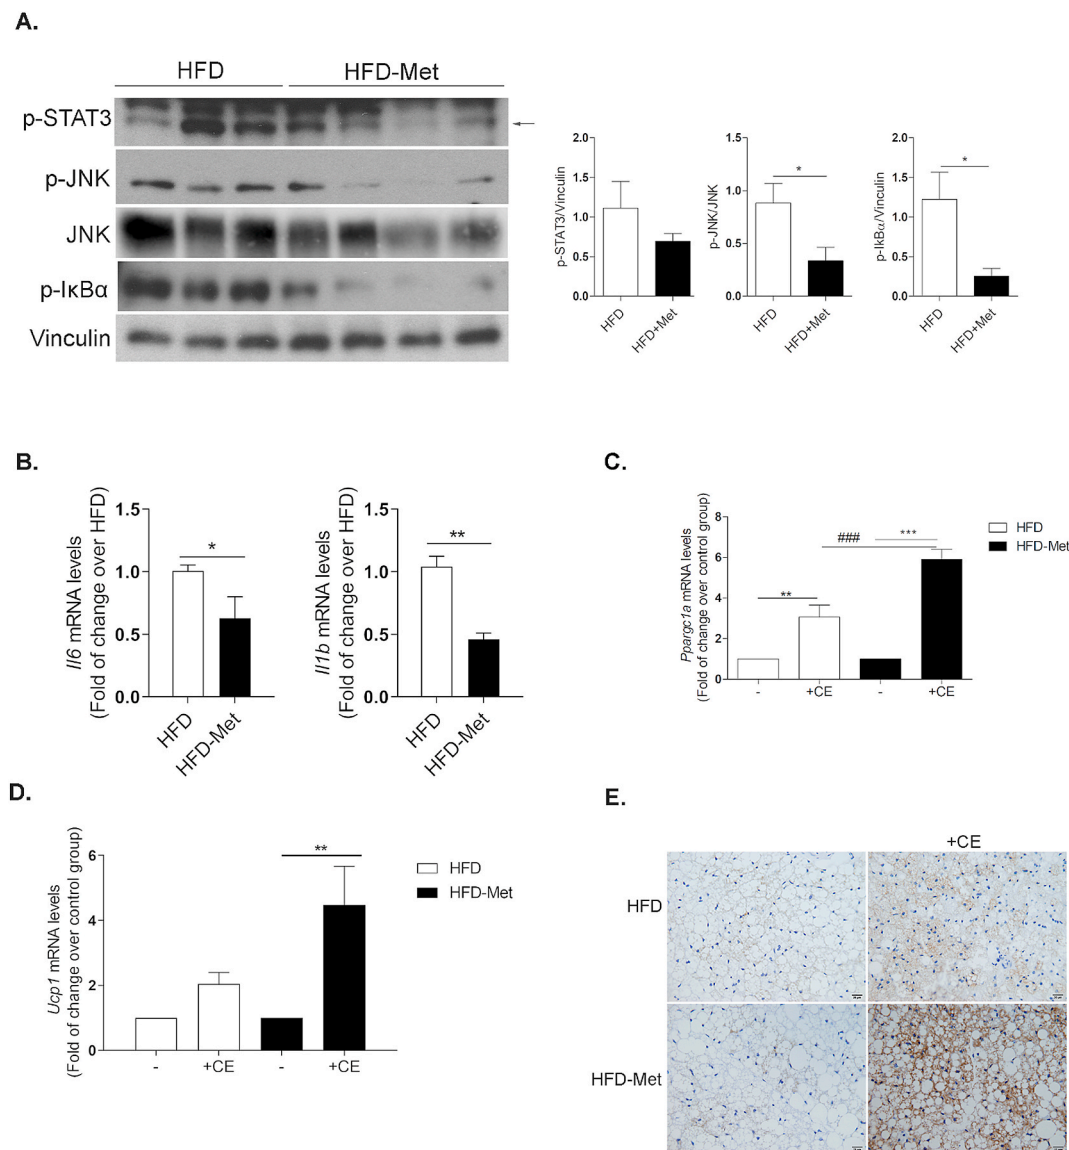 A.
HFD HFD-Met
p-STAT3
p-JNK
JNK
p-IκBα
Vinculin
p-STAT3/Vinculin
2.0
1.5
1.0
0.5
0.0
HFD
HFD+Met
p-JNK/JNK
1.5
1.0
0.5
0.0
*
HFD
HFD+Met
p-IkBα/Vinculin
2.0
1.5
1.0
0.5
0.0
*
HFD
HFD+Met
B.
Il6 mRNA levels
(Fold of change over HFD)
1.5
1.0
0.5
0.0
*
HFD
HFD-Met
Il1b mRNA levels
(Fold of change over HFD)
1.5
1.0
0.5
0.0
**
HFD
HFD-Met
C.
Ppargc1a mRNA levels
(Fold of change over control group)
8
6
4
2
0
**
###
***
- +CE - +CE
HFD
HFD-Met
D.
Ucp1 mRNA levels
(Fold of change over control group)
6
4
2
0
**
- +CE - +CE
HFD
HFD-Met
E.
+CE
HFD
HFD-Met